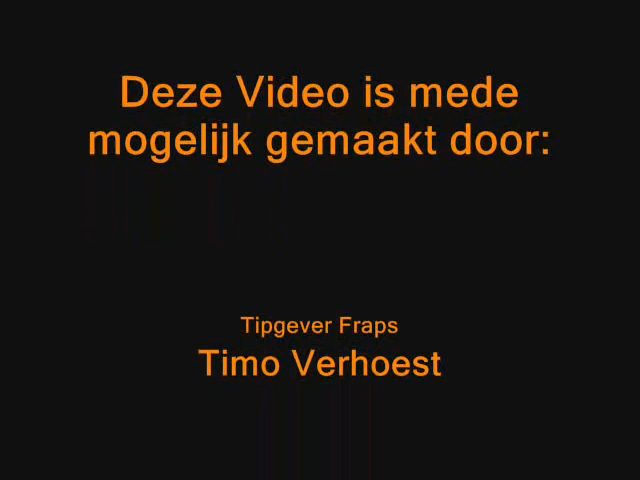 Deze Video is mede
mogelijk gemaakt door:
Tipgever Fraps
Timo Verhoest